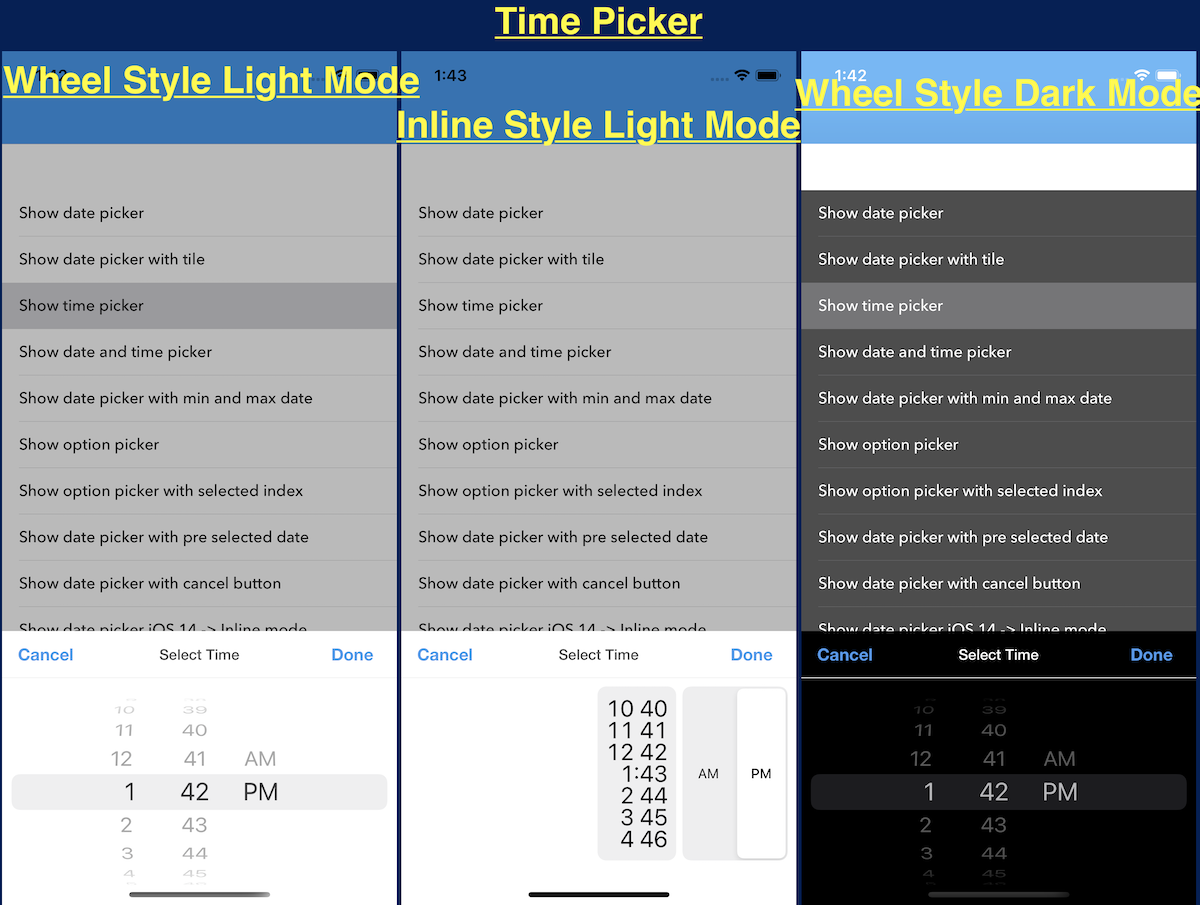 Time Picker
Wheel Style Light Mode
Show date picker
Show date picker with tile
Show time picker
Show date and time picker
Show date picker with min and max date
Show option picker
Show option picker with selected index
Show date picker with pre selected date
Show date picker with cancel button
Show date picker iOS 14 -> Inline mode
Cancel Select Time Done
10 39
11 40
12 41 AM
1 42 PM
2 43
3 44
4 45
1:43
Inline Style Light Mode
Show date picker
Show date picker with tile
Show time picker
Show date and time picker
Show date picker with min and max date
Show option picker
Show option picker with selected index
Show date picker with pre selected date
Show date picker with cancel button
Show date picker iOS 14 -> Inline mode
Cancel Select Time Done
10 40
11 41
12 42
1:43 AM PM
2 44
3 45
4 46
1:42
Wheel Style Dark Mode
Show date picker
Show date picker with tile
Show time picker
Show date and time picker
Show date picker with min and max date
Show option picker
Show option picker with selected index
Show date picker with pre selected date
Show date picker with cancel button
Show date picker iOS 14 -> Inline mode
Cancel Select Time Done
10 39
11 40
12 41 AM
1 42 PM
2 43
3 44
4 45